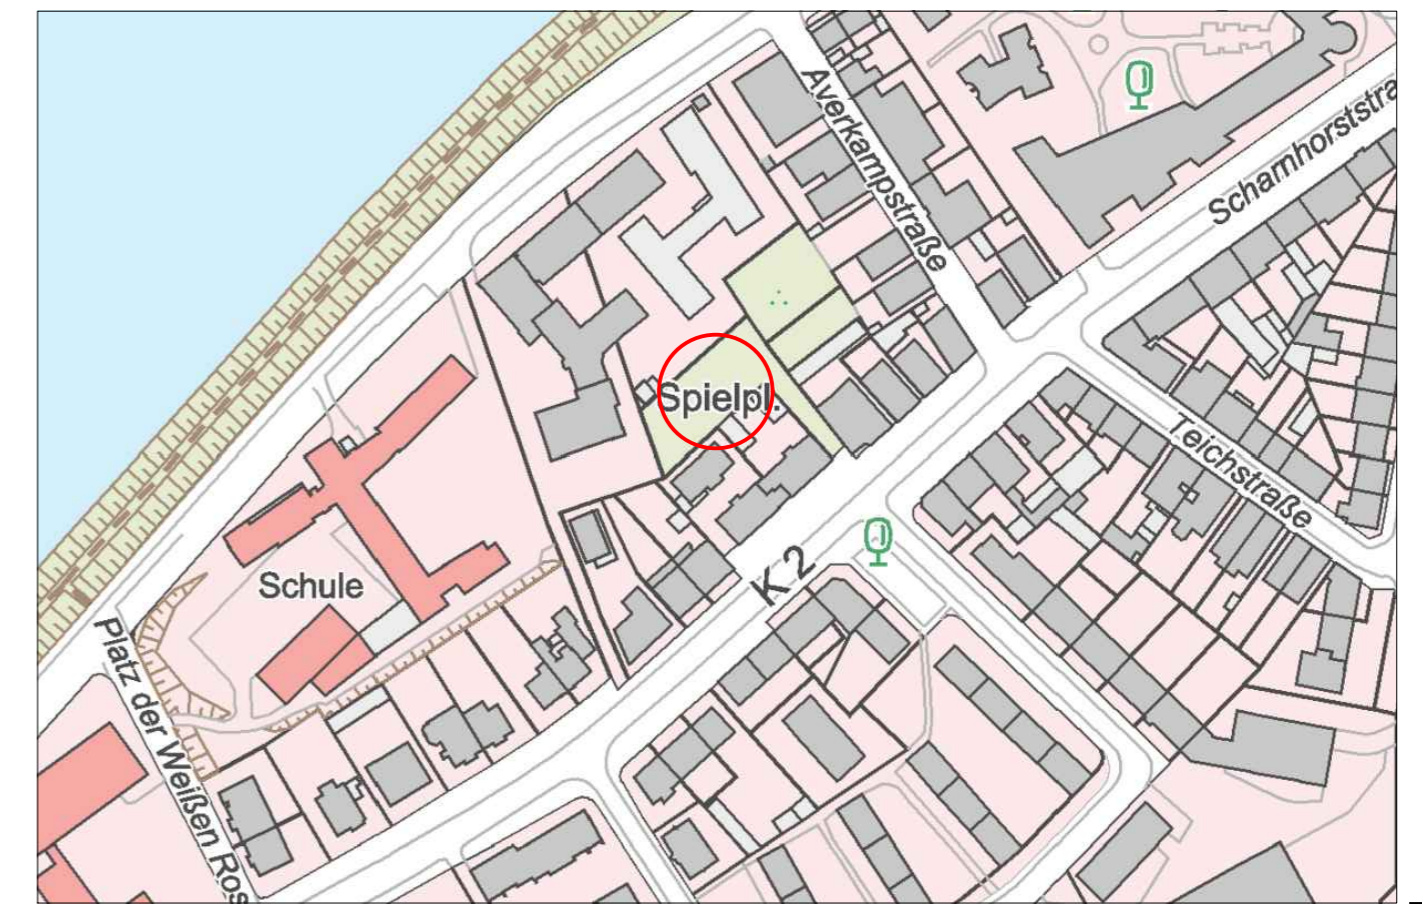 Averkampstraße
Scharnhorststra
Spielpl.
Teichstraße
K 2
Schule
Platz der Weißen Ros